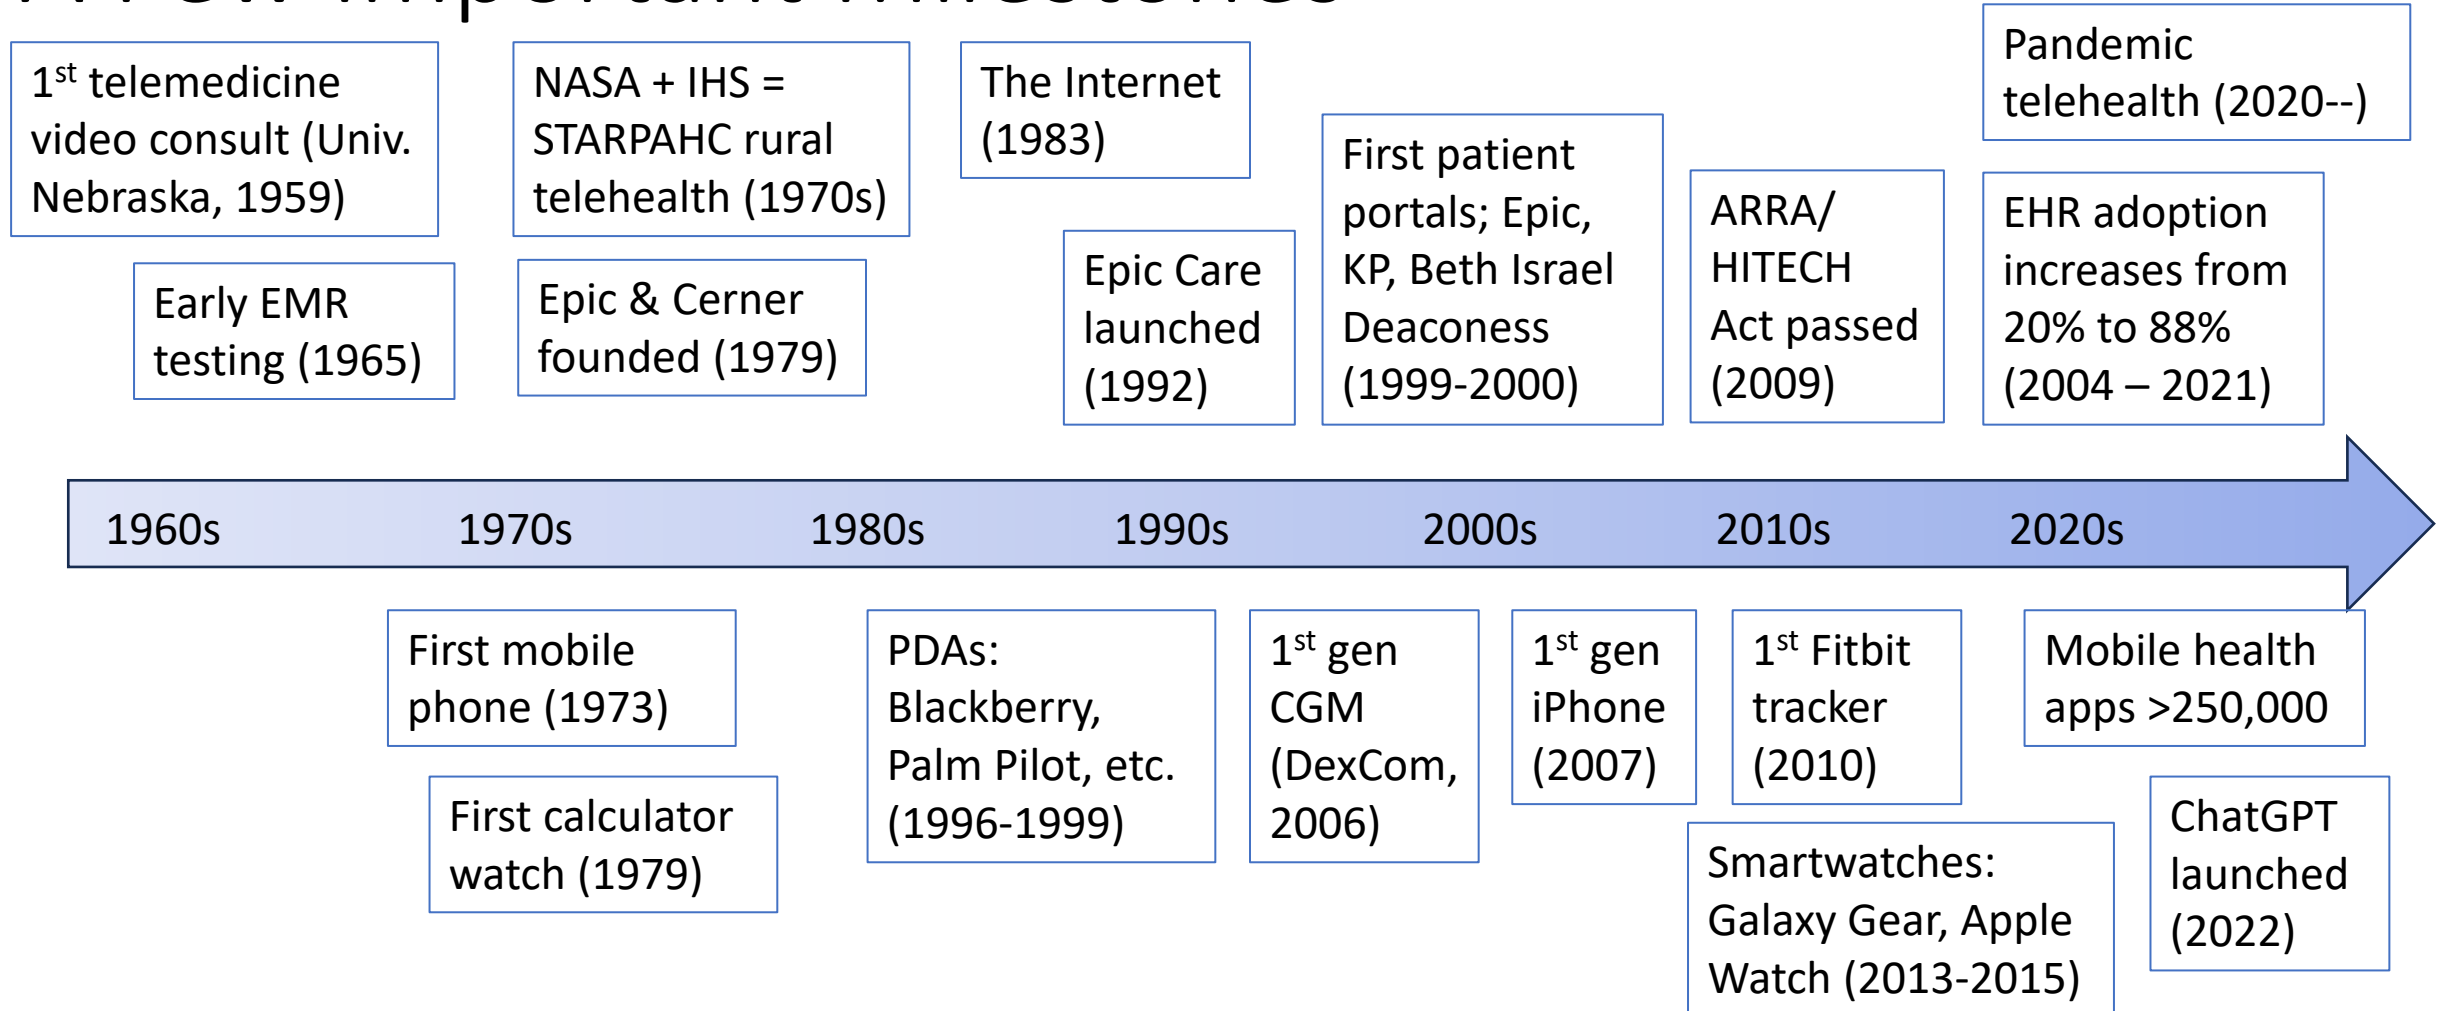 A Few Important Milestones
1st telemedicine
video consult (Univ.
Nebraska, 1959)
Early EMR
testing (1965)
NASA + IHS =
STARPAHC rural
telehealth (1970s)
Epic & Cerner
founded (1979)
The Internet
(1983)
Epic Care
launched
(1992)
First patient
portals; Epic,
KP, Beth Israel
Deaconess
(1999-2000)
ARRA/
HITECH
Act passed
(2009)
Pandemic
telehealth (2020--)
EHR adoption
increases from
20% to 88%
(2004 – 2021)
1960s 1970s 1980s 1990s 2000s 2010s 2020s
First mobile
phone (1973)
First calculator
watch (1979)
PDAs:
Blackberry,
Palm Pilot, etc.
(1996-1999)
1st gen
CGM
(DexCom,
2006)
1st gen
iPhone
(2007)
1st Fitbit
tracker
(2010)
Smartwatches:
Galaxy Gear, Apple
Watch (2013-2015)
Mobile health
apps >250,000
ChatGPT
launched
(2022)